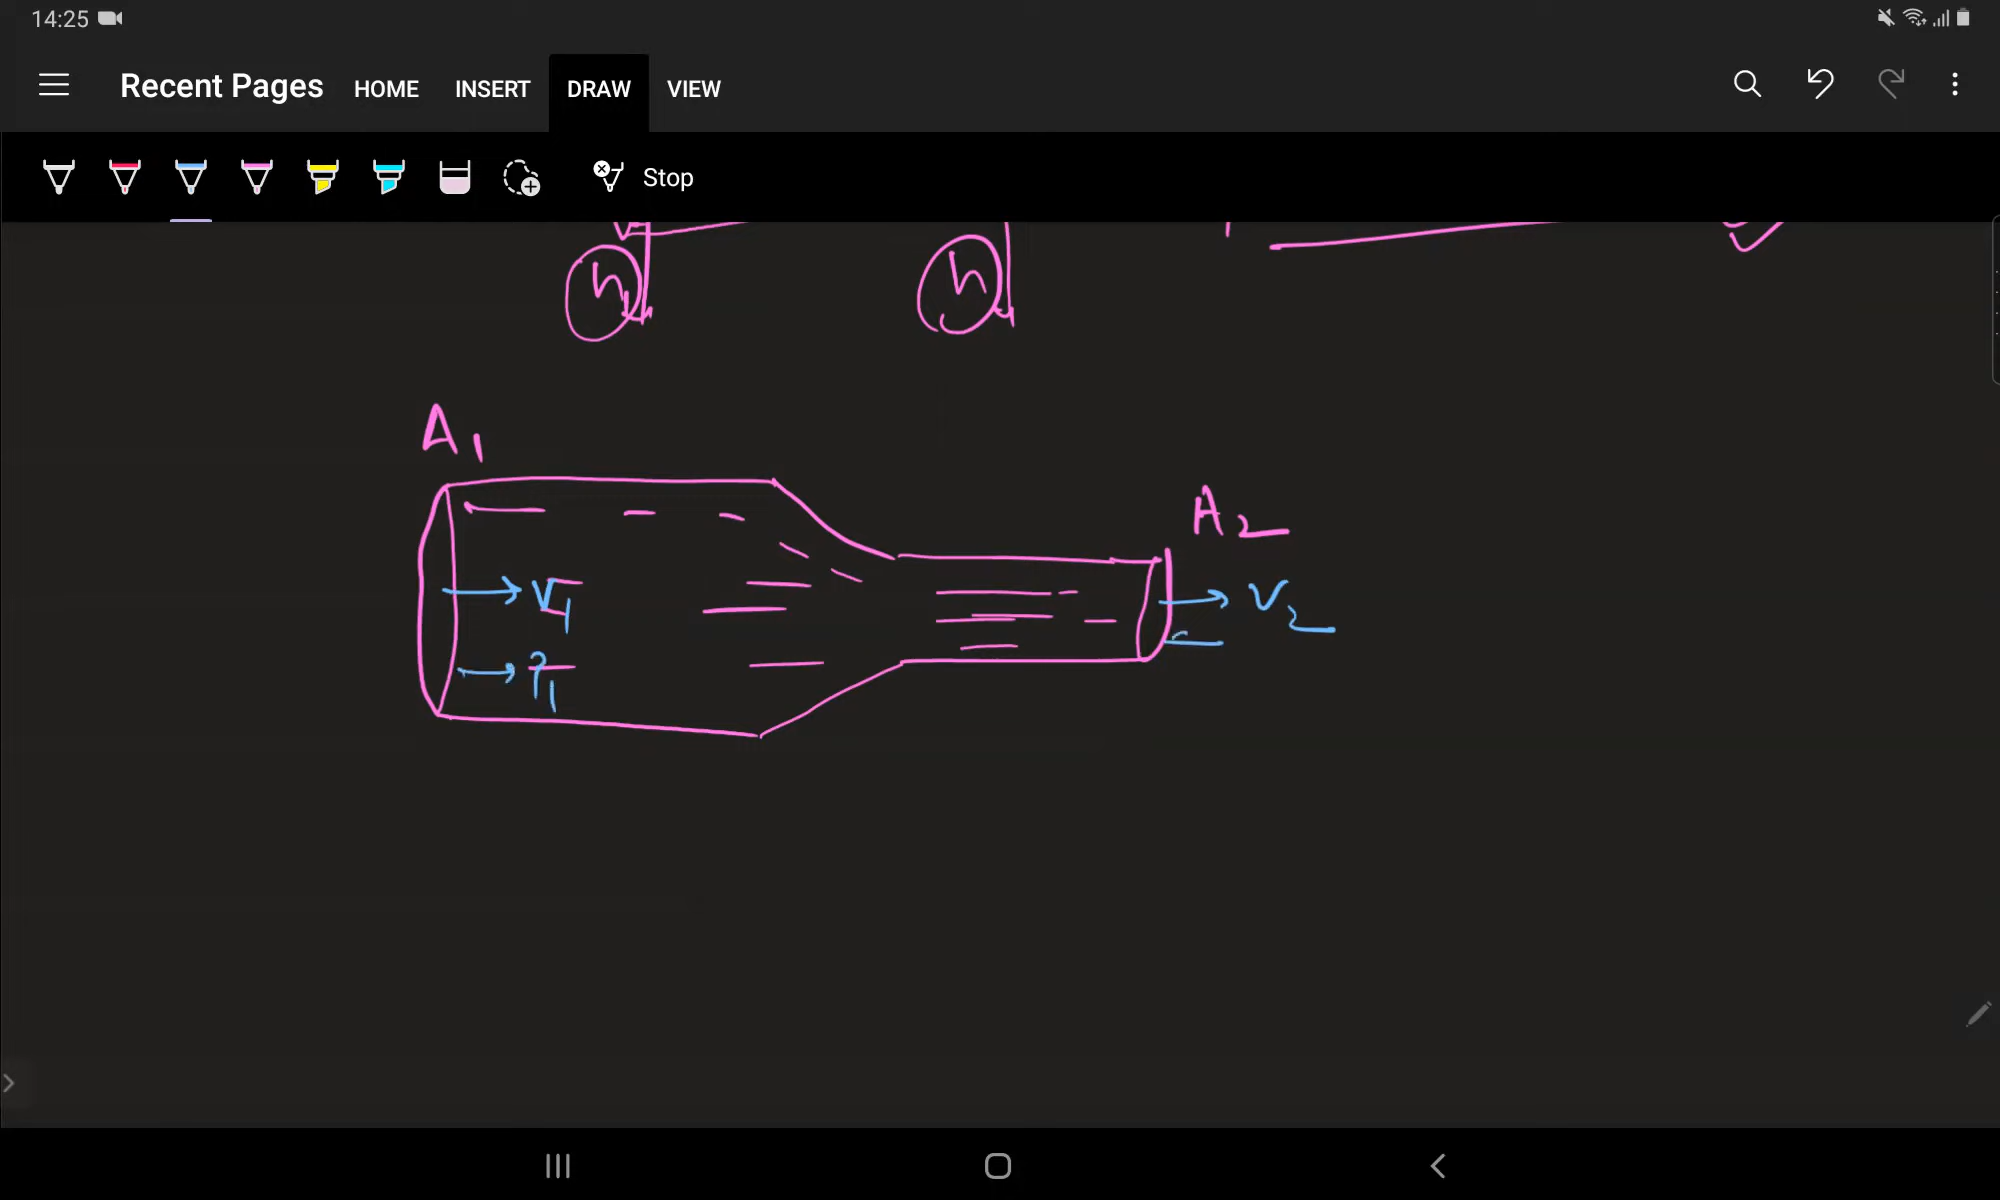 14:25
Recent Pages HOME INSERT DRAW VIEW
Stop
h h
A1
A2
V1 V2
P1